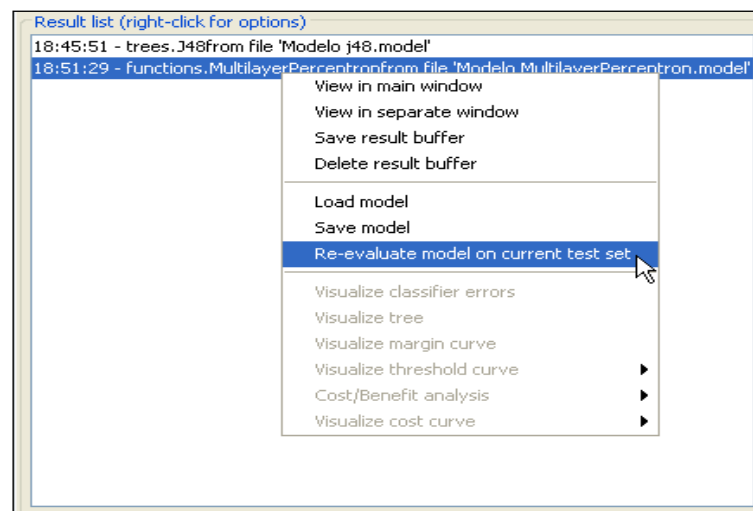 Result list (right-click for options)
18:45:51 - trees.J48from file 'Modelo j48.model'
18:51:29 - functions.MultilayerPerceptronfrom file 'Modelo MultilayerPercentron.model'
View in main window
View in separate window
Save result buffer
Delete result buffer
Load model
Save model
Re-evaluate model on current test set
Visualize classifier errors
Visualize tree
Visualize margin curve
Visualize threshold curve
Cost/Benefit analysis
Visualize cost curve